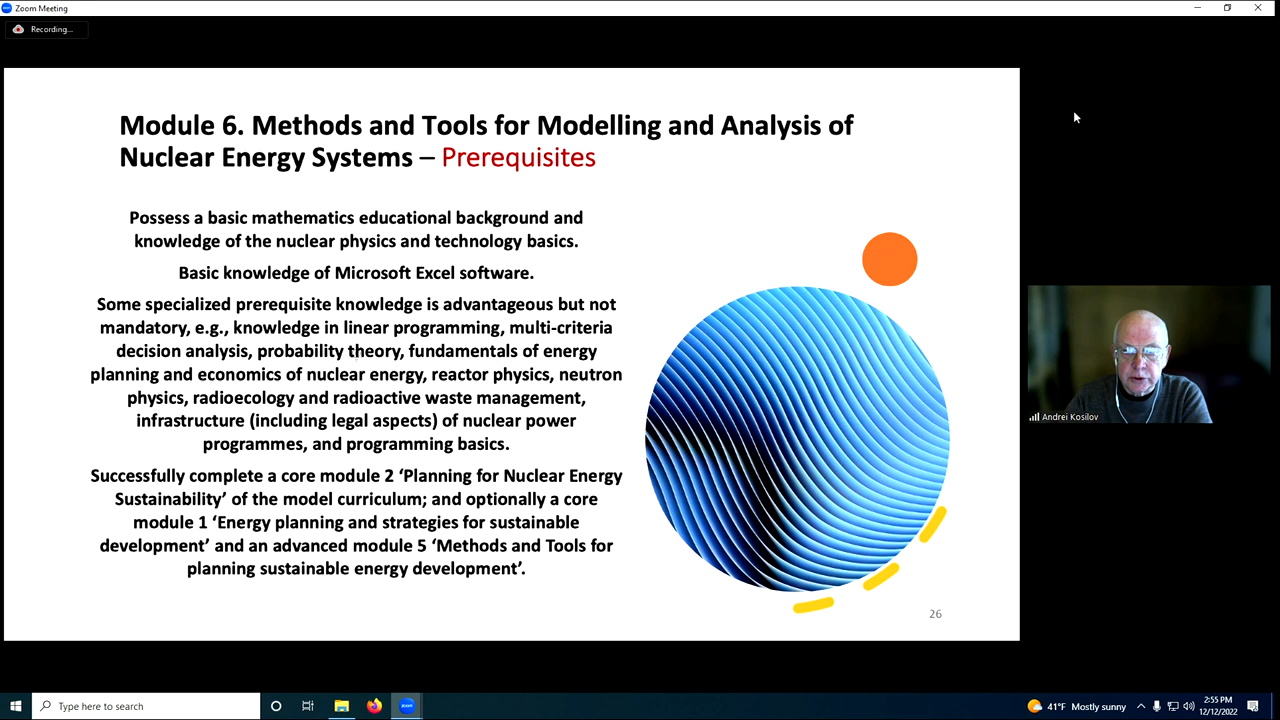 Zoom Meeting
Recording...
Module 6. Methods and Tools for Modelling and Analysis of
Nuclear Energy Systems – Prerequisites
Possess a basic mathematics educational background and
knowledge of the nuclear physics and technology basics.
Basic knowledge of Microsoft Excel software.
Some specialized prerequisite knowledge is advantageous but not
mandatory, e.g., knowledge in linear programming, multi-criteria
decision analysis, probability theory, fundamentals of energy
planning and economics of nuclear energy, reactor physics, neutron
physics, radioecology and radioactive waste management,
infrastructure (including legal aspects) of nuclear power
programmes, and programming basics.
Successfully complete a core module 2 ‘Planning for Nuclear Energy
Sustainability’ of the model curriculum; and optionally a core
module 1 ‘Energy planning and strategies for sustainable
development’ and an advanced module 5 ‘Methods and Tools for
planning sustainable energy development’.
26
Andrei Kosilov
Type here to search
zoom
41°F Mostly sunny
2:55 PM
12/12/2022